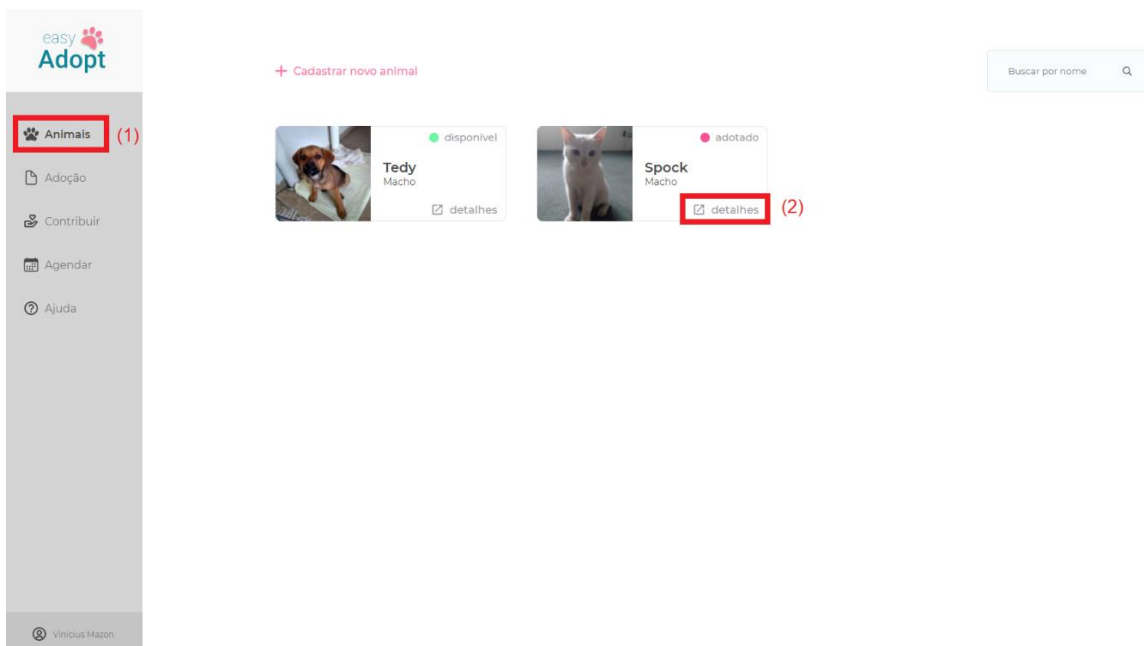 easy
Adopt
Animais (1)
Adoção
Contribuir
Agendar
Ajuda
Vinicius Mazon
+ Cadastrar novo animal
Buscar por nome
disponível
Tedy
Macho
detalhes
adotado
Spock
Macho
detalhes (2)